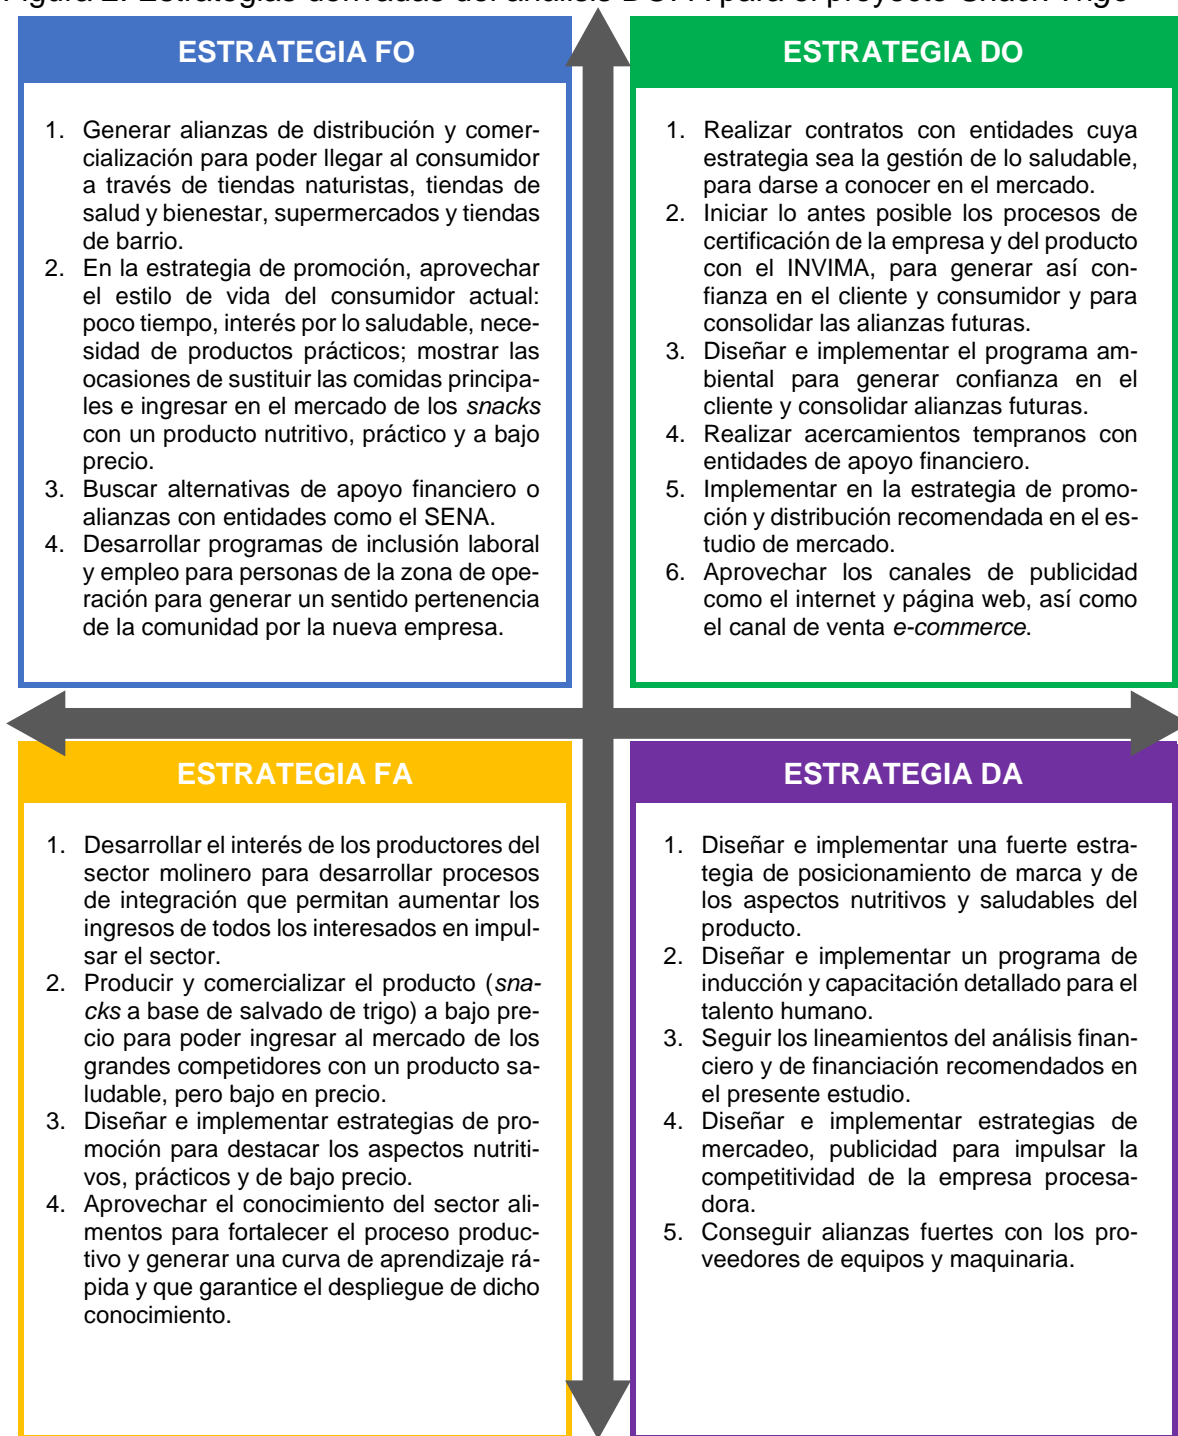 Figura 2. Estrategias derivadas del análisis DOFA para el proyecto Snack Trigo
ESTRATEGIA FO
1. Generar alianzas de distribución y comer-
cialización para poder llegar al consumidor
a través de tiendas naturistas, tiendas de
salud y bienestar, supermercados y tiendas
de barrio.
2. En la estrategia de promoción, aprovechar
el estilo de vida del consumidor actual:
poco tiempo, interés por lo saludable, nece-
sidad de productos prácticos; mostrar las
ocasiones de sustituir las comidas principa-
les e ingresar en el mercado de los snacks
con un producto nutritivo, práctico y a bajo
precio.
3. Buscar alternativas de apoyo financiero o
alianzas con entidades como el SENA.
4. Desarrollar programas de inclusión laboral
y empleo para personas de la zona de ope-
ración para generar un sentido pertenencia
de la comunidad por la nueva empresa.
ESTRATEGIA DO
1. Realizar contratos con entidades cuya
estrategia sea la gestión de lo saludable,
para darse a conocer en el mercado.
2. Iniciar lo antes posible los procesos de
certificación de la empresa y del producto
con el INVIMA, para generar así con-
fianza en el cliente y consumidor y para
consolidar las alianzas futuras.
3. Diseñar e implementar el programa am-
biental para generar confianza en el
cliente y consolidar alianzas futuras.
4. Realizar acercamientos tempranos con
entidades de apoyo financiero.
5. Implementar en la estrategia de promo-
ción y distribución recomendada en el es-
tudio de mercado.
6. Aprovechar los canales de publicidad
como el internet y página web, así como
el canal de venta e-commerce.
ESTRATEGIA FA
1. Desarrollar el interés de los productores del
sector molinero para desarrollar procesos
de integración que permitan aumentar los
ingresos de todos los interesados en impul-
sar el sector.
2. Producir y comercializar el producto (sna-
cks a base de salvado de trigo) a bajo pre-
cio para poder ingresar al mercado de los
grandes competidores con un producto sa-
ludable, pero bajo en precio.
3. Diseñar e implementar estrategias de pro-
moción para destacar los aspectos nutriti-
vos, prácticos y de bajo precio.
4. Aprovechar el conocimiento del sector ali-
mentos para fortalecer el proceso produc-
tivo y generar una curva de aprendizaje rá-
pida y que garantice el despliegue de dicho
conocimiento.
ESTRATEGIA DA
1. Diseñar e implementar una fuerte estra-
tegia de posicionamiento de marca y de
los aspectos nutritivos y saludables del
producto.
2. Diseñar e implementar un programa de
inducción y capacitación detallado para el
talento humano.
3. Seguir los lineamientos del análisis finan-
ciero y de financiación recomendados en
el presente estudio.
4. Diseñar e implementar estrategias de
mercadeo, publicidad para impulsar la
competitividad de la empresa procesa-
dora.
5. Conseguir alianzas fuertes con los pro-
veedores de equipos y maquinaria.